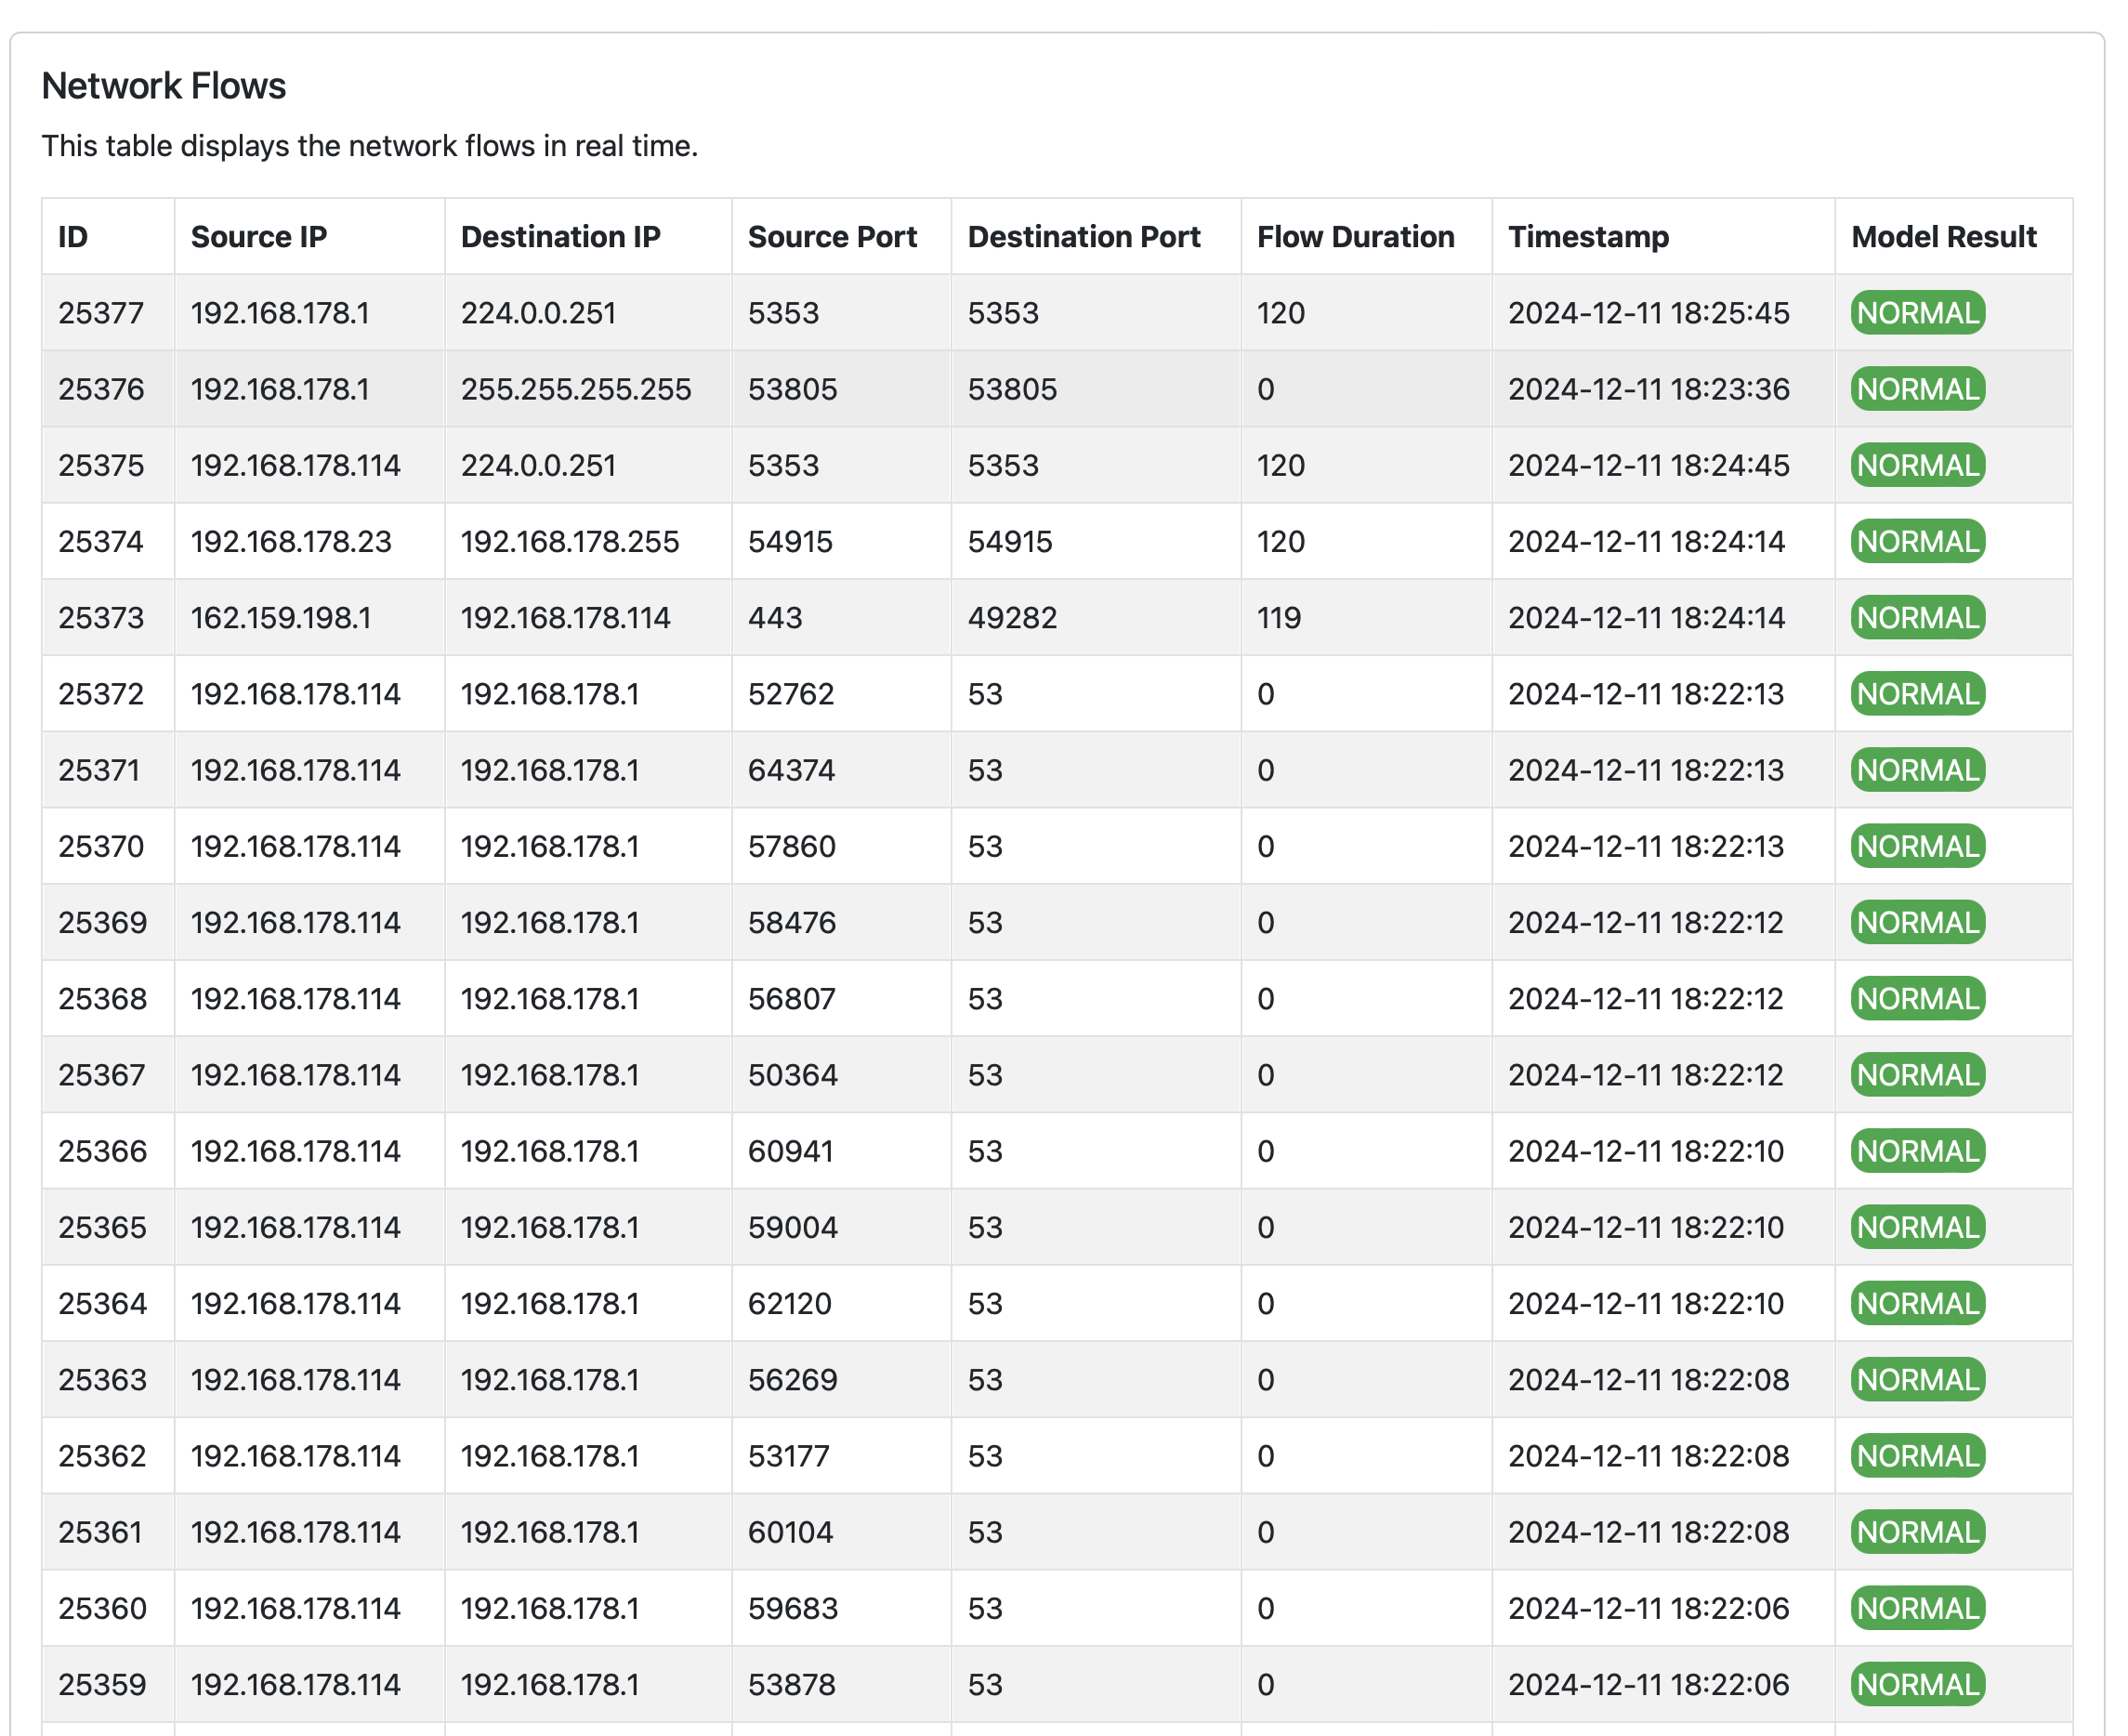 Network Flows
This table displays the network flows in real time.
ID Source IP Destination IP Source Port Destination Port Flow Duration Timestamp Model Result
25377 192.168.178.1 224.0.0.251 5353 5353 120 2024-12-11 18:25:45 NORMAL
25376 192.168.178.1 255.255.255.255 53805 53805 0 2024-12-11 18:23:36 NORMAL
25375 192.168.178.114 224.0.0.251 5353 5353 120 2024-12-11 18:24:45 NORMAL
25374 192.168.178.23 192.168.178.255 54915 54915 120 2024-12-11 18:24:14 NORMAL
25373 162.159.198.1 192.168.178.114 443 49282 119 2024-12-11 18:24:14 NORMAL
25372 192.168.178.114 192.168.178.1 52762 53 0 2024-12-11 18:22:13 NORMAL
25371 192.168.178.114 192.168.178.1 64374 53 0 2024-12-11 18:22:13 NORMAL
25370 192.168.178.114 192.168.178.1 57860 53 0 2024-12-11 18:22:13 NORMAL
25369 192.168.178.114 192.168.178.1 58476 53 0 2024-12-11 18:22:12 NORMAL
25368 192.168.178.114 192.168.178.1 56807 53 0 2024-12-11 18:22:12 NORMAL
25367 192.168.178.114 192.168.178.1 50364 53 0 2024-12-11 18:22:12 NORMAL
25366 192.168.178.114 192.168.178.1 60941 53 0 2024-12-11 18:22:10 NORMAL
25365 192.168.178.114 192.168.178.1 59004 53 0 2024-12-11 18:22:10 NORMAL
25364 192.168.178.114 192.168.178.1 62120 53 0 2024-12-11 18:22:10 NORMAL
25363 192.168.178.114 192.168.178.1 56269 53 0 2024-12-11 18:22:08 NORMAL
25362 192.168.178.114 192.168.178.1 53177 53 0 2024-12-11 18:22:08 NORMAL
25361 192.168.178.114 192.168.178.1 60104 53 0 2024-12-11 18:22:08 NORMAL
25360 192.168.178.114 192.168.178.1 59683 53 0 2024-12-11 18:22:06 NORMAL
25359 192.168.178.114 192.168.178.1 53878 53 0 2024-12-11 18:22:06 NORMAL